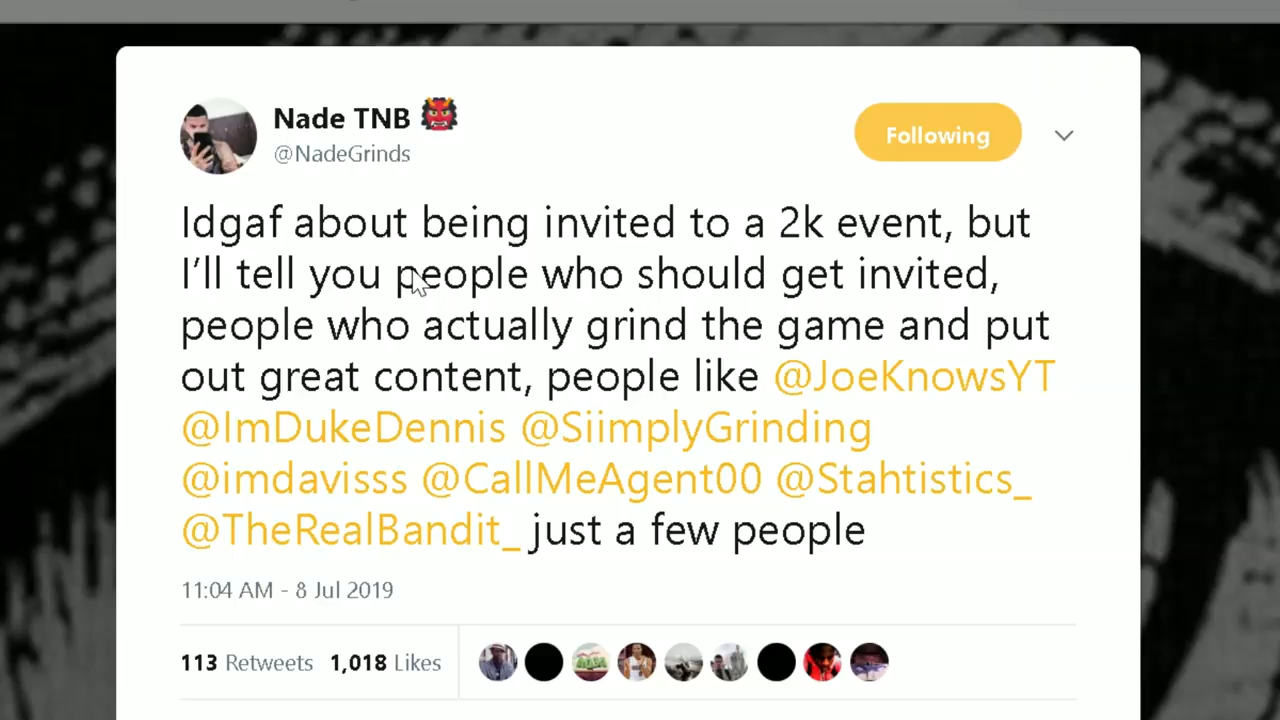 Nade TNB 👹
@NadeGrinds
Following
Idgaf about being invited to a 2k event, but
I’ll tell you people who should get invited,
people who actually grind the game and put
out great content, people like @JoeKnowsYT
@ImDukeDennis @SiimplyGrinding
@imdavisss @CallMeAgent00 @Stahtistics_
@TheRealBandit_ just a few people
11:04 AM - 8 Jul 2019
113 Retweets 1,018 Likes